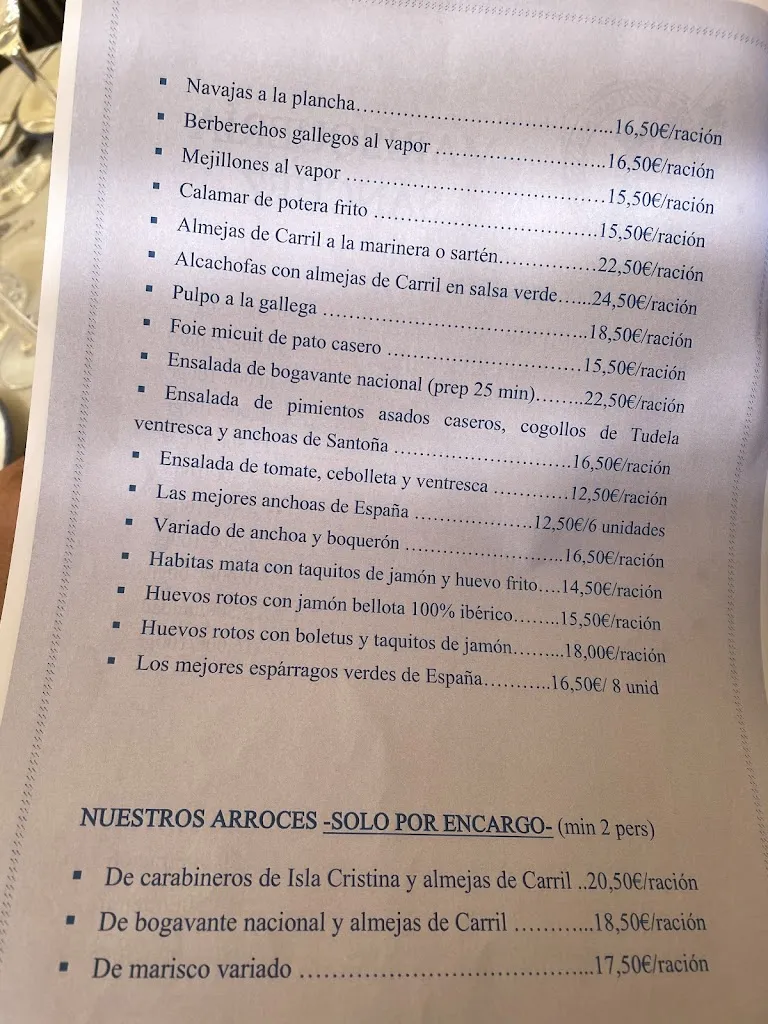 ▪ Navajas a la plancha..................................16,50€/ración
▪ Berberechos gallegos al vapor ......................16,50€/ración
▪ Mejillones al vapor ..................................15,50€/ración
▪ Calamar de potera frito ..............................15,50€/ración
▪ Almejas de Carril a la marinera o sartén.............22,50€/ración
▪ Alcachofas con almejas de Carril en salsa verde......24,50€/ración
▪ Pulpo a la gallega ...................................18,50€/ración
▪ Foie micuit de pato casero ...........................15,50€/ración
▪ Ensalada de bogavante nacional (prep 25 min)........22,50€/ración
▪ Ensalada de pimientos asados caseros, cogollos de Tudela
ventresca y anchoas de Santoña ..........................16,50€/ración
▪ Ensalada de tomate, cebolleta y ventresca ...........12,50€/ración
▪ Las mejores anchoas de España .................12,50€/6 unidades
▪ Variado de anchoa y boquerón .......................16,50€/ración
▪ Habitas mata con taquitos de jamón y huevo frito....14,50€/ración
▪ Huevos rotos con jamón bellota 100% ibérico........15,50€/ración
▪ Huevos rotos con boletus y taquitos de jamón.........18,00€/ración
▪ Los mejores espárragos verdes de España...........16,50€/ 8 unid
NUESTROS ARROCES -SOLO POR ENCARGO- (min 2 pers)
▪ De carabineros de Isla Cristina y almejas de Carril ..20,50€/ración
▪ De bogavante nacional y almejas de Carril ...........18,50€/ración
▪ De marisco variado ....................................17,50€/ración